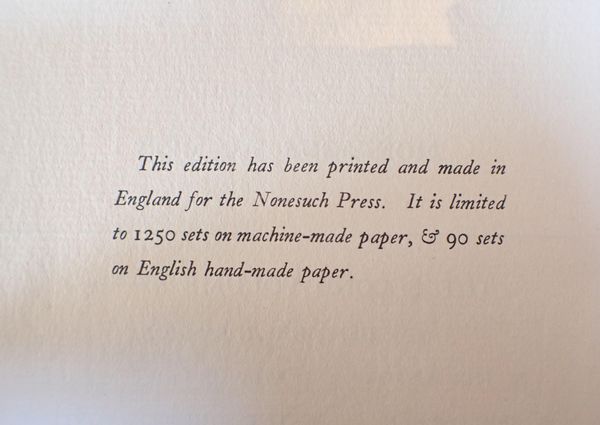 This edition has been printed and made in
England for the Nonesuch Press. It is limited
to 1250 sets on machine-made paper, & 90 sets
on English hand-made paper.